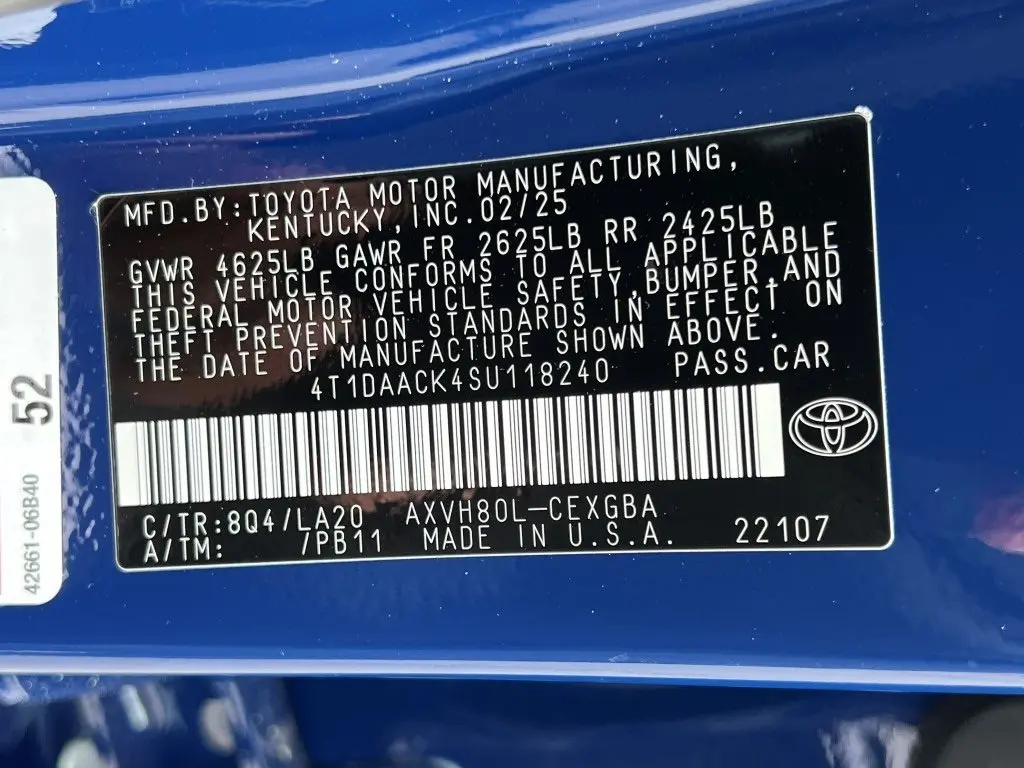 MFD.BY:TOYOTA MOTOR MANUFACTURING,
KENTUCKY,INC.02/25
GVWR 4625LB GAWR FR 2625LB RR 2425LB
THIS VEHICLE CONFORMS TO ALL APPLICABLE
FEDERAL MOTOR VEHICLE SAFETY,BUMPER,AND
THEFT PREVENTION STANDARDS IN EFFECT ON
THE DATE OF MANUFACTURE SHOWN ABOVE.
4T1DAACK4SU118240 PASS.CAR
C/TR:8Q4/LA20 AXVH80L-CEXGBA
A/TM: /PB11 MADE IN U.S.A. 22107
52
42661-06B40